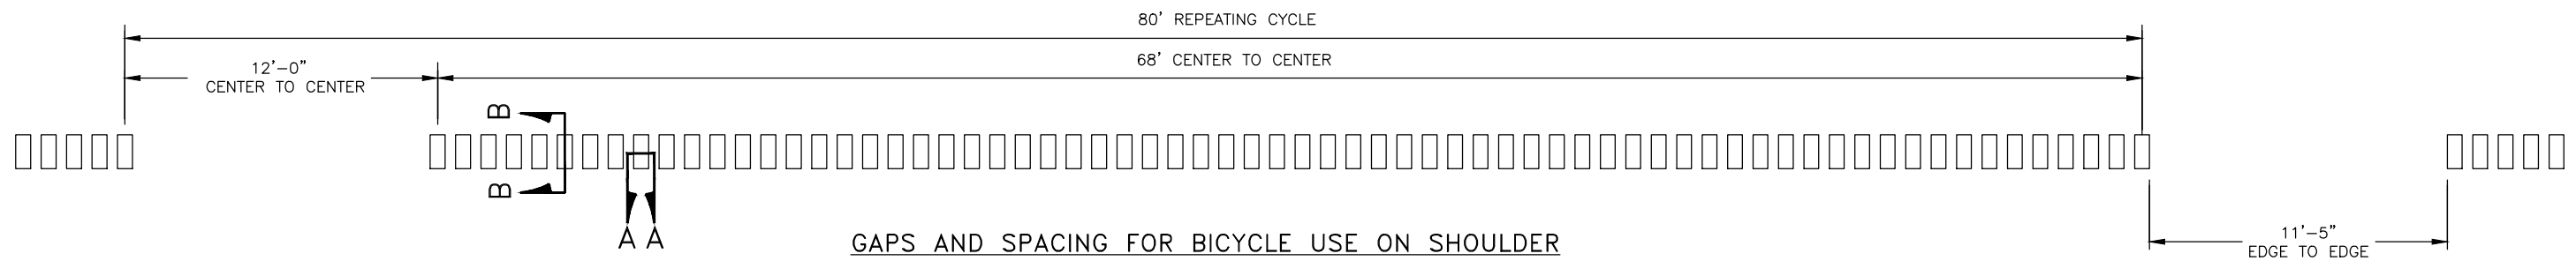 80' REPEATING CYCLE
68' CENTER TO CENTER
12'-0"
CENTER TO CENTER
B
B
A A
GAPS AND SPACING FOR BICYCLE USE ON SHOULDER
11'-5"
EDGE TO EDGE